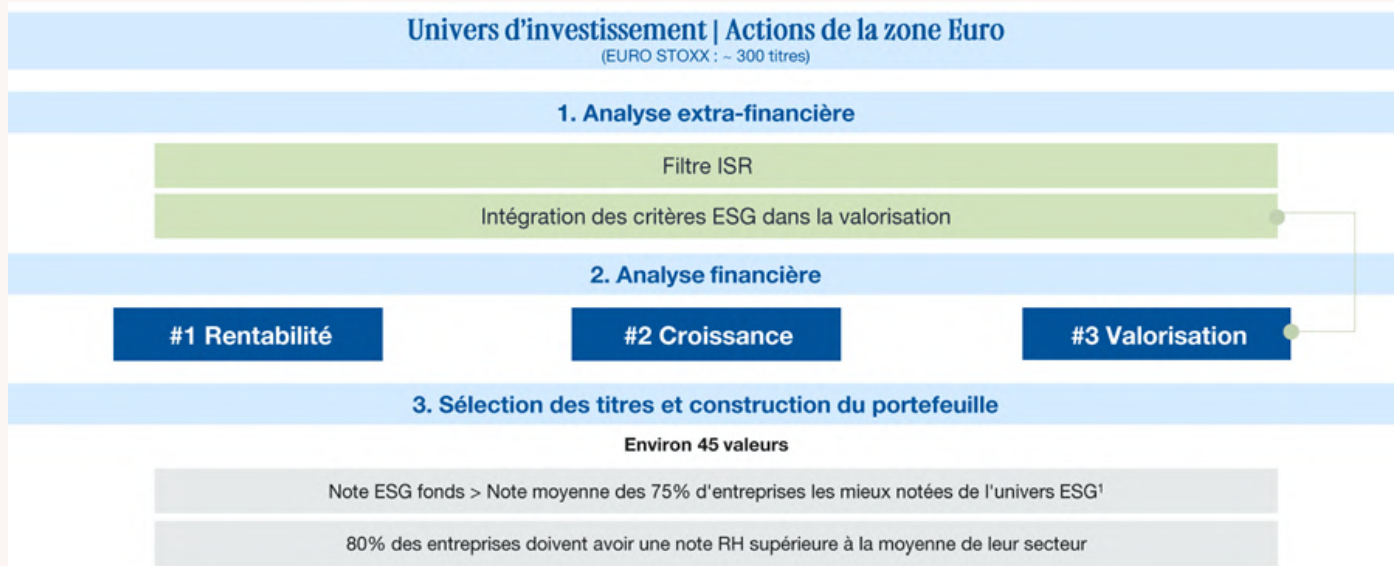 Univers d'investissement | Actions de la zone Euro
(EURO STOXX : ~ 300 titres)
1. Analyse extra-financière
Filtre ISR
Intégration des critères ESG dans la valorisation
2. Analyse financière
#1 Rentabilité
#2 Croissance
#3 Valorisation
3. Sélection des titres et construction du portefeuille
Environ 45 valeurs
Note ESG fonds > Note moyenne des 75% d'entreprises les mieux notées de l'univers ESG¹
80% des entreprises doivent avoir une note RH supérieure à la moyenne de leur secteur